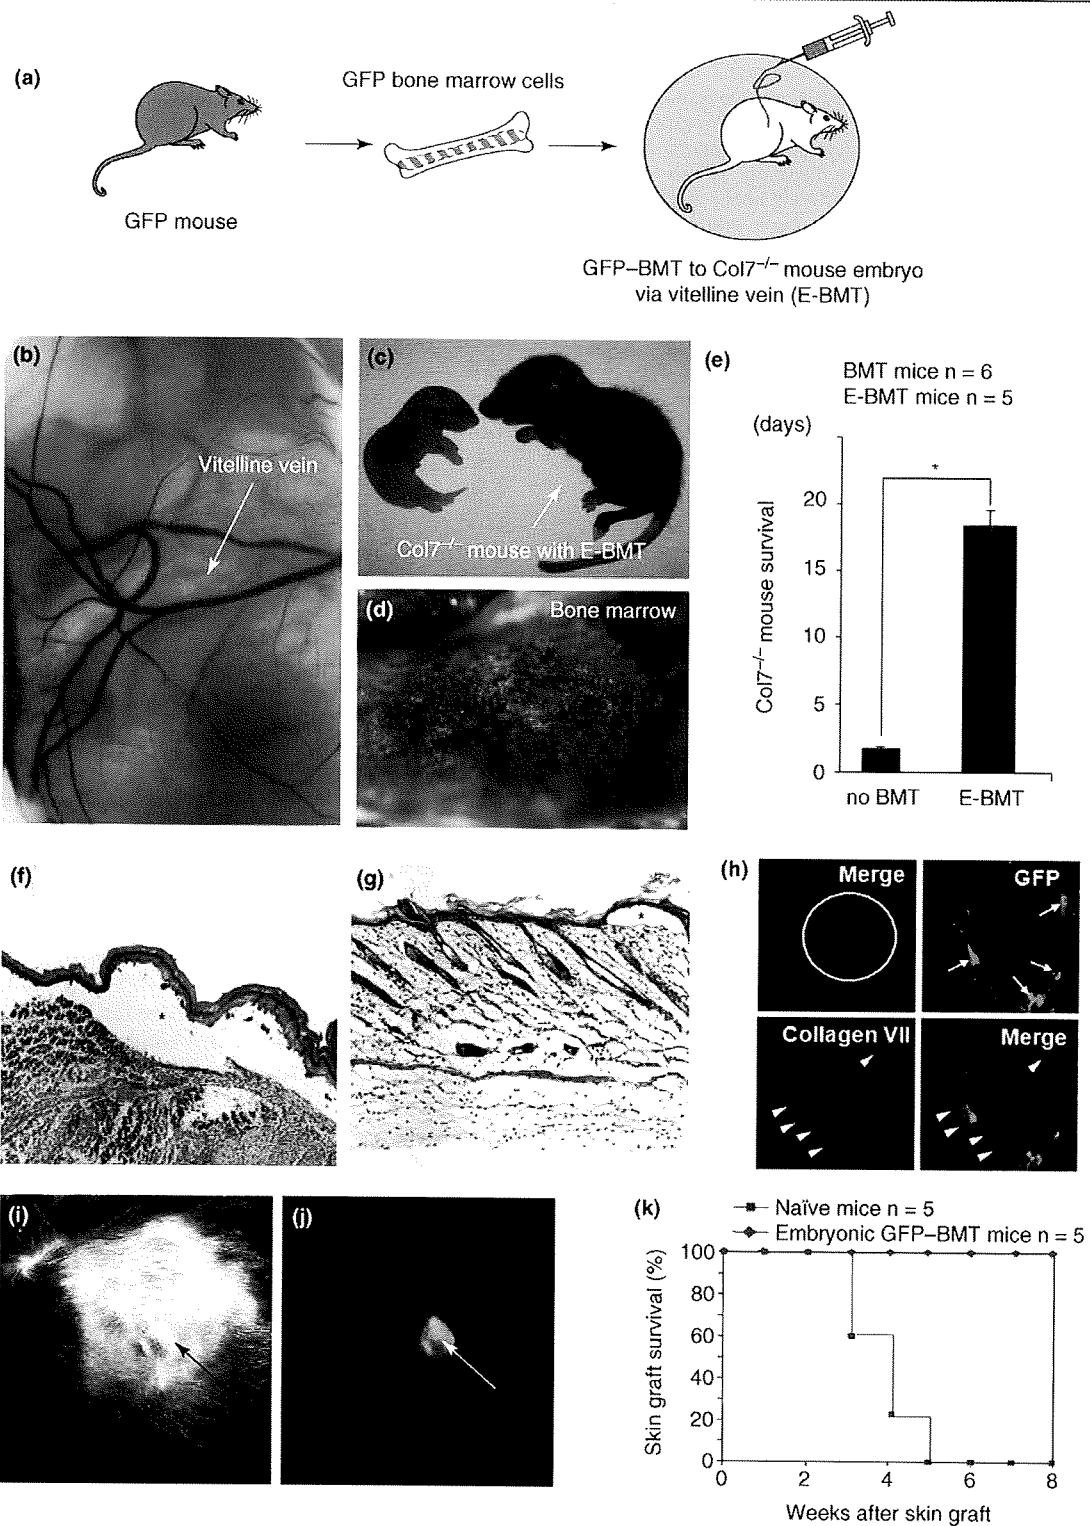 (a)
GFP bone marrow cells
GFP mouse
GFP–BMT to Col7–/– mouse embryo
via vitelline vein (E-BMT)
(b)
Vitelline vein
(c)
Col7–/– mouse with E-BMT
(d)
Bone marrow
(e)
BMT mice n = 6
E-BMT mice n = 5
(days)
Col7–/– mouse survival
20
15
10
5
0
*
no BMT
E-BMT
(f)
*
(g)
*
(h)
Merge
GFP
Collagen VII
Merge
(i)
(j)
(k)
Naïve mice n = 5
Embryonic GFP–BMT mice n = 5
Skin graft survival (%)
100
80
60
40
20
0
0 2 4 6 8
Weeks after skin graft